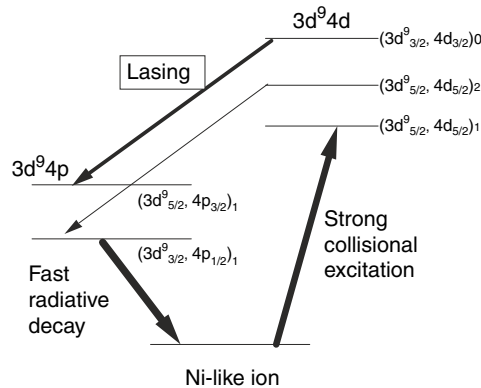 3d⁹4d
(3d⁹3/2, 4d3/2)0
Lasing
(3d⁹5/2, 4d5/2)2
(3d⁹5/2, 4d5/2)1
3d⁹4p
(3d⁹5/2, 4p3/2)1
(3d⁹3/2, 4p1/2)1
Strong
collisional
excitation
Fast
radiative
decay
Ni-like ion